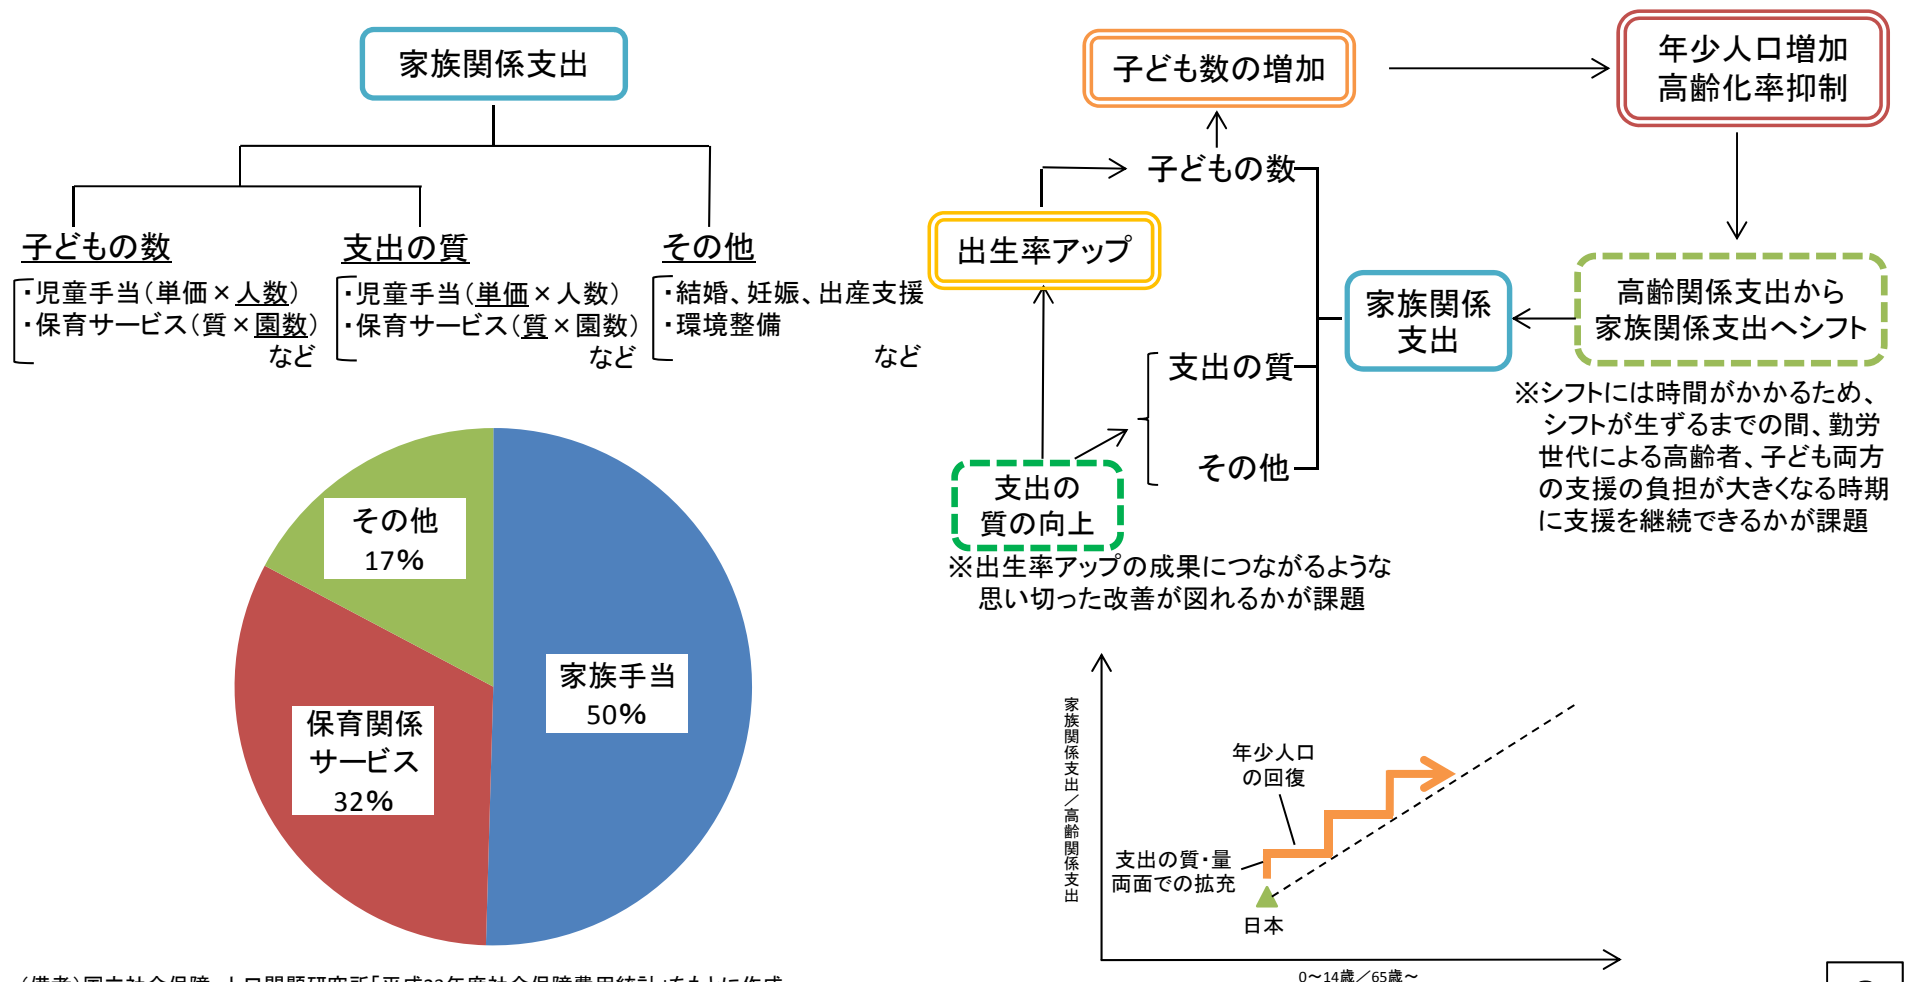 家族関係支出
子どもの数
・児童手当(単価×人数)
・保育サービス(質×園数)
など
支出の質
・児童手当(単価×人数)
・保育サービス(質×園数)
など
その他
・結婚、妊娠、出産支援
・環境整備
など
その他
17%
家族手当
50%
保育関係
サービス
32%
子ども数の増加
年少人口増加
高齢化率抑制
子どもの数
出生率アップ
家族関係
支出
高齢関係支出から
家族関係支出へシフト
支出の質
その他
支出の
質の向上
※シフトには時間がかかるため、
シフトが生ずるまでの間、勤労
世代による高齢者、子ども両方
の支援の負担が大きくなる時期
に支援を継続できるかが課題
※出生率アップの成果につながるような
思い切った改善が図れるかが課題
家族関係支出/高齢関係支出
年少人口
の回復
支出の質・量
両面での拡充
日本
0~14歳/65歳~